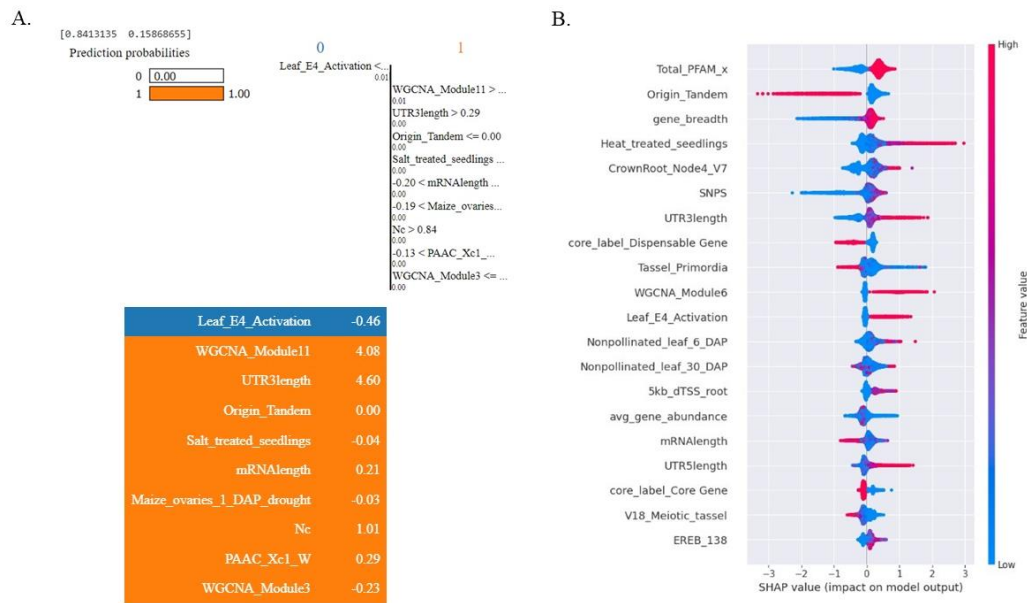 A.
[0.8413135 0.15868655]
Prediction probabilities
0 0.00
1 1.00
0 1
Leaf_E4_Activation <...
0.01
WGCNA_Module11 > ...
0.01
UTR3length > 0.29
0.00
Origin_Tandem <= 0.00
0.00
Salt_treated_seedlings ...
0.00
-0.20 < mRNAlength ...
0.00
-0.19 < Maize_ovaries...
0.00
Nc > 0.84
0.00
-0.13 < PAAC_Xc1_...
0.00
WGCNA_Module3 <= ...
0.00
Leaf_E4_Activation -0.46
WGCNA_Module11 4.08
UTR3length 4.60
Origin_Tandem 0.00
Salt_treated_seedlings -0.04
mRNAlength 0.21
Maize_ovaries_1_DAP_drought -0.03
Nc 1.01
PAAC_Xc1_W 0.29
WGCNA_Module3 -0.23
B.
High
Total_PFAM_x
Origin_Tandem
gene_breadth
Heat_treated_seedlings
CrownRoot_Node4_V7
SNPS
UTR3length
core_label_Dispensable Gene
Tassel_Primordia
WGCNA_Module6
Leaf_E4_Activation
Nonpollinated_leaf_6_DAP
Nonpollinated_leaf_30_DAP
5kb_dTSS_root
avg_gene_abundance
mRNAlength
UTR5length
core_label_Core Gene
V18_Meiotic_tassel
EREB_138
Feature value
Low
−3 −2 −1 0 1 2 3
SHAP value (impact on model output)